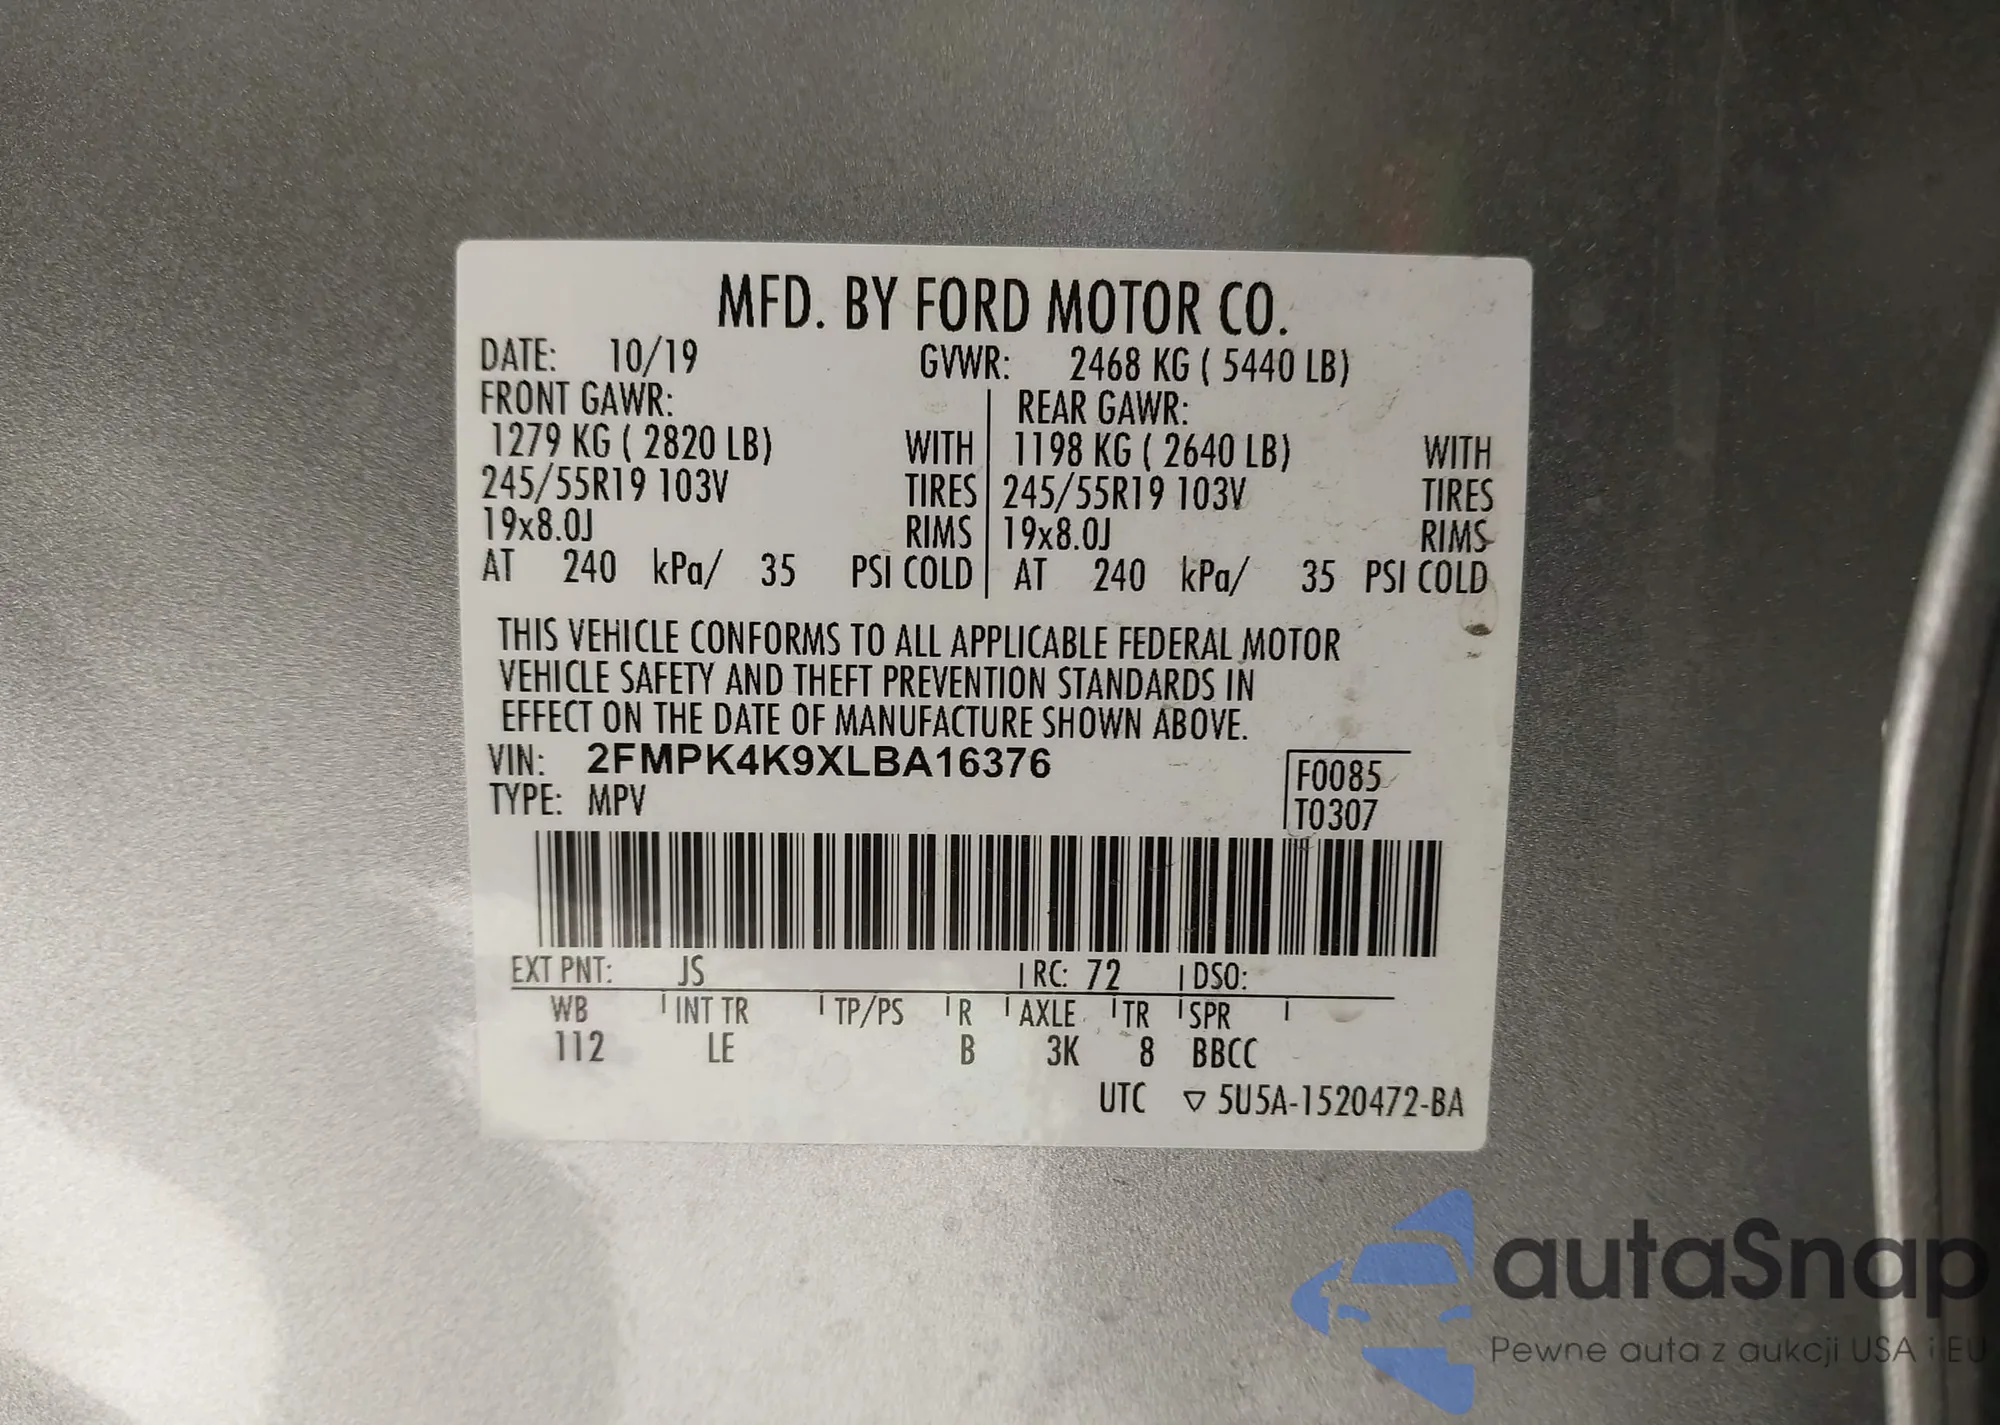 MFD. BY FORD MOTOR CO.
DATE: 10/19 GVWR: 2468 KG ( 5440 LB)
FRONT GAWR: REAR GAWR:
1279 KG ( 2820 LB) WITH 1198 KG ( 2640 LB) WITH
245/55R19 103V TIRES 245/55R19 103V TIRES
19x8.0J RIMS 19x8.0J RIMS
AT 240 kPa/ 35 PSI COLD AT 240 kPa/ 35 PSI COLD
THIS VEHICLE CONFORMS TO ALL APPLICABLE FEDERAL MOTOR
VEHICLE SAFETY AND THEFT PREVENTION STANDARDS IN
EFFECT ON THE DATE OF MANUFACTURE SHOWN ABOVE.
VIN: 2FMPK4K9XLBA16376
F0085
TYPE: MPV
T0307
EXT PNT: JS RC: 72 DSO:
WB INT TR TP/PS R AXLE TR SPR
112 LE B 3K 8 BBCC
UTC ▽ 5U5A-1520472-BA
autaSnap
Pewne auta z aukcji USA i EU